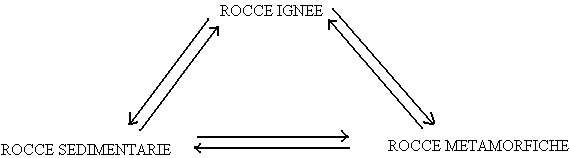 ROCCE IGNEE
ROCCE SEDIMENTARIE
ROCCE METAMORFICHE